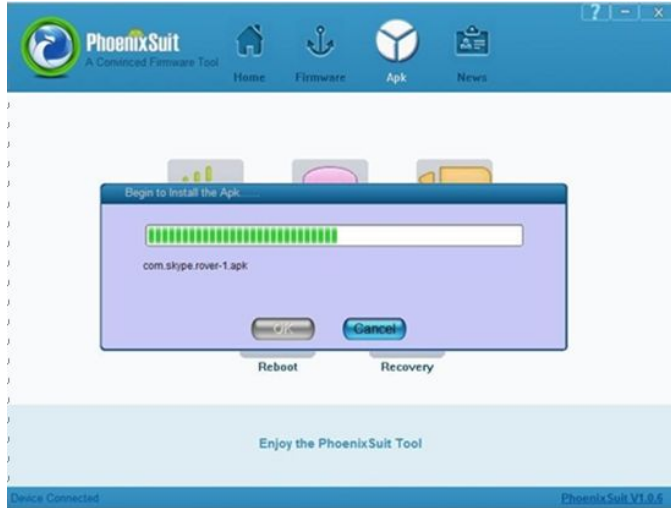 ? - x
PhoenixSuit
A Convinced Firmware Tool
Home Firmware Apk News
Begin to Install the Apk......
com.skype.rover-1.apk
OK Cancel
Reboot Recovery
Enjoy the PhoenixSuit Tool
Device Connected PhoenixSuit V1.0.6